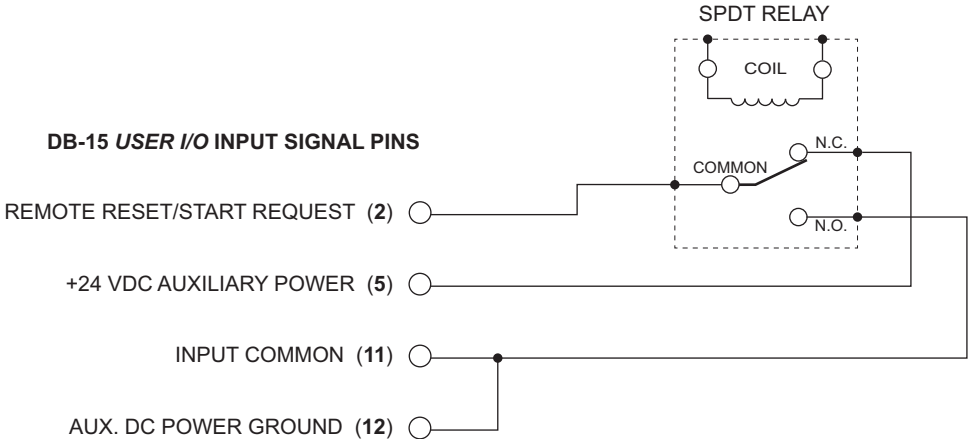 SPDT RELAY
COIL
DB-15 USER I/O INPUT SIGNAL PINS
N.C.
COMMON
REMOTE RESET/START REQUEST (2)
N.O.
+24 VDC AUXILIARY POWER (5)
INPUT COMMON (11)
AUX. DC POWER GROUND (12)